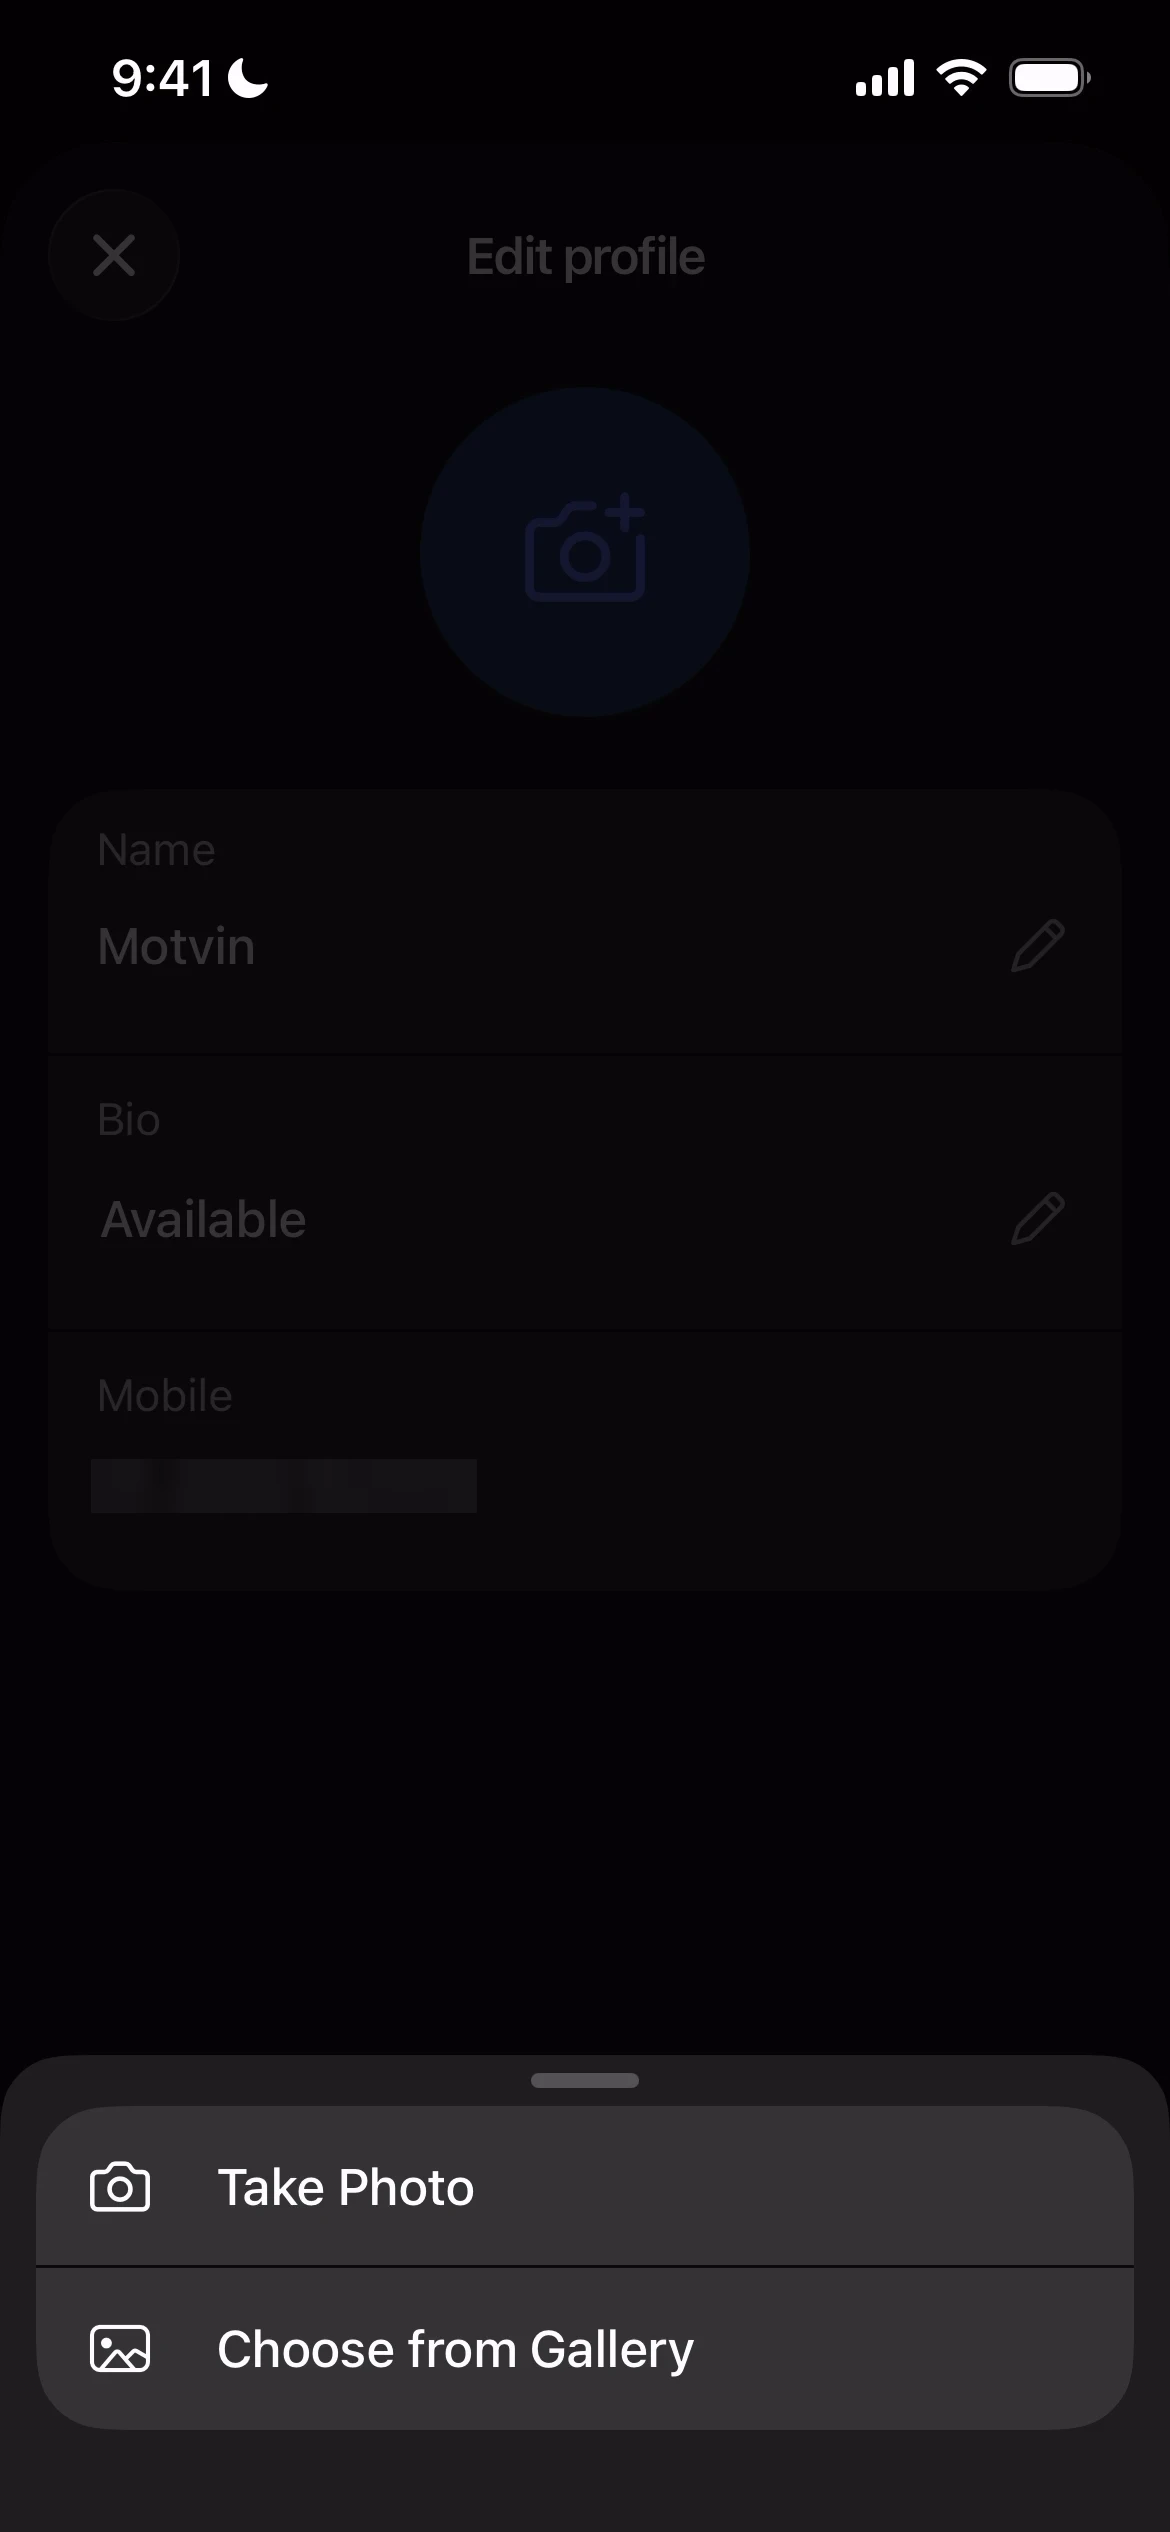 9:41
Edit profile
Name
Motvin
Bio
Available
Mobile
Take Photo
Choose from Gallery